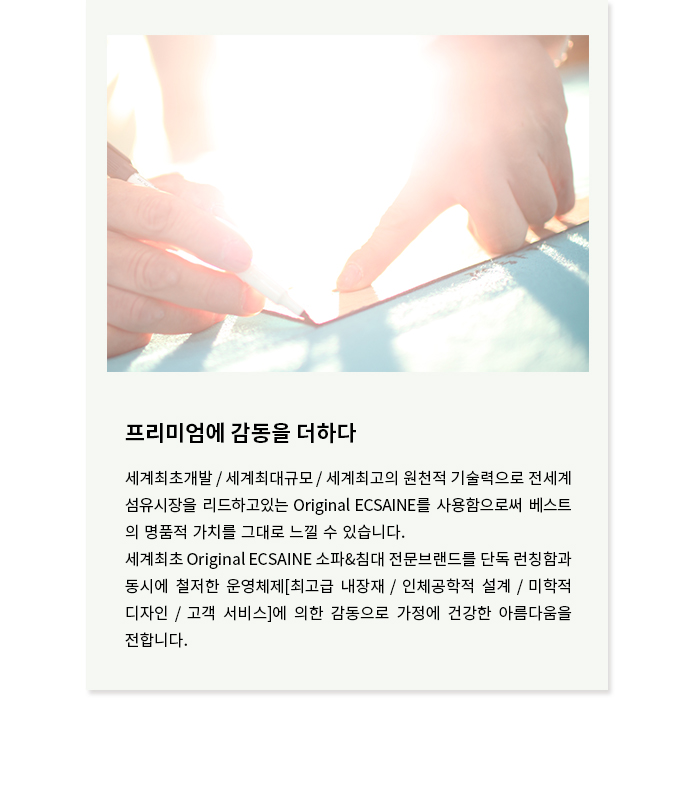 프리미엄에 감동을 더하다
세계최초개발 / 세계최대규모 / 세계최고의 원천적 기술력으로 전세계
섬유시장을 리드하고있는 Original ECSAINE를 사용함으로써 베스트
의 명품적 가치를 그대로 느낄 수 있습니다.
세계최초 Original ECSAINE 소파&침대 전문브랜드를 단독 런칭함과
동시에 철저한 운영체제[최고급 내장재 / 인체공학적 설계 / 미학적
디자인 / 고객 서비스]에 의한 감동으로 가정에 건강한 아름다움을
전합니다.